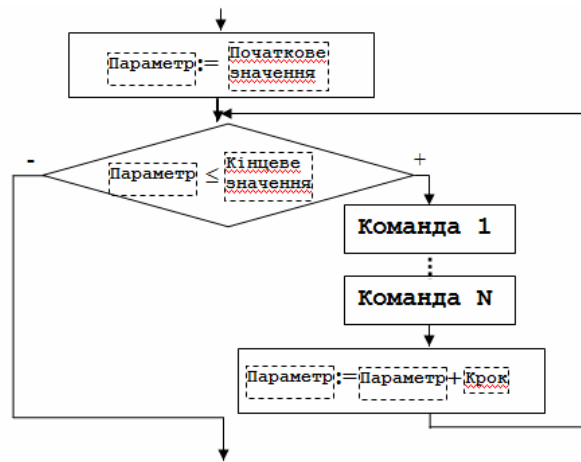 Параметр:= Початкове
значення
- Параметр ≤ Кінцеве
значення +
Команда 1
⋮
Команда N
Параметр:=Параметр+Крок